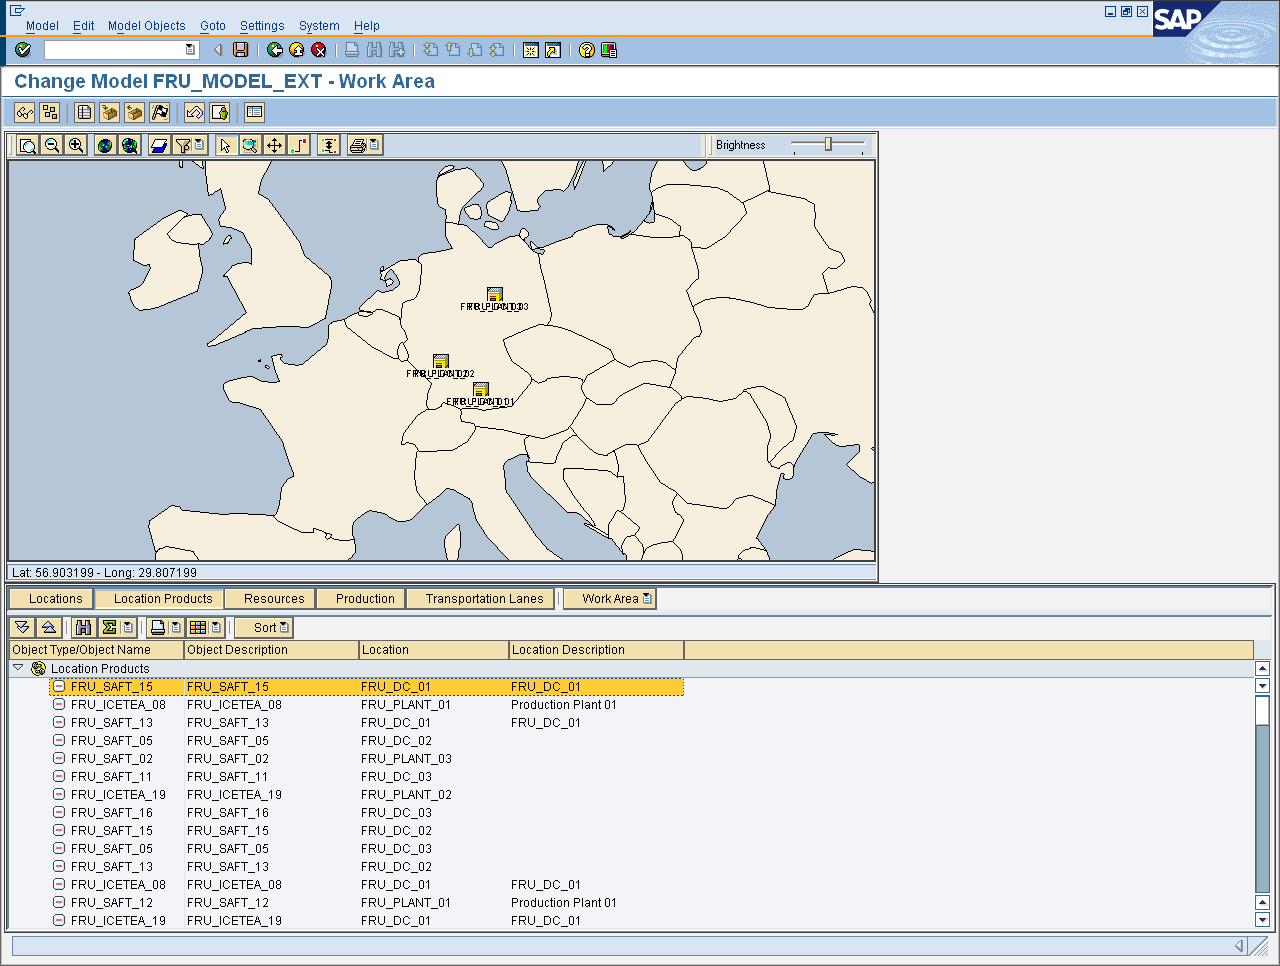 Model Edit Model Objects Goto Settings System Help
SAP
Change Model FRU_MODEL_EXT - Work Area
Brightness
Lat: 56.903199 - Long: 29.807199
Locations Location Products Resources Production Transportation Lanes Work Area
Sort
Object Type/Object Name Object Description Location Location Description
Location Products
FRU_SAFT_15 FRU_SAFT_15 FRU_DC_01 FRU_DC_01
FRU_ICETEA_08 FRU_ICETEA_08 FRU_PLANT_01 Production Plant 01
FRU_SAFT_13 FRU_SAFT_13 FRU_DC_01 FRU_DC_01
FRU_SAFT_05 FRU_SAFT_05 FRU_DC_02
FRU_SAFT_02 FRU_SAFT_02 FRU_PLANT_03
FRU_SAFT_11 FRU_SAFT_11 FRU_DC_03
FRU_ICETEA_19 FRU_ICETEA_19 FRU_PLANT_02
FRU_SAFT_16 FRU_SAFT_16 FRU_DC_03
FRU_SAFT_15 FRU_SAFT_15 FRU_DC_02
FRU_SAFT_05 FRU_SAFT_05 FRU_DC_03
FRU_SAFT_13 FRU_SAFT_13 FRU_DC_02
FRU_ICETEA_08 FRU_ICETEA_08 FRU_DC_01 FRU_DC_01
FRU_SAFT_12 FRU_SAFT_12 FRU_PLANT_01 Production Plant 01
FRU_ICETEA_19 FRU_ICETEA_19 FRU_DC_01 FRU_DC_01